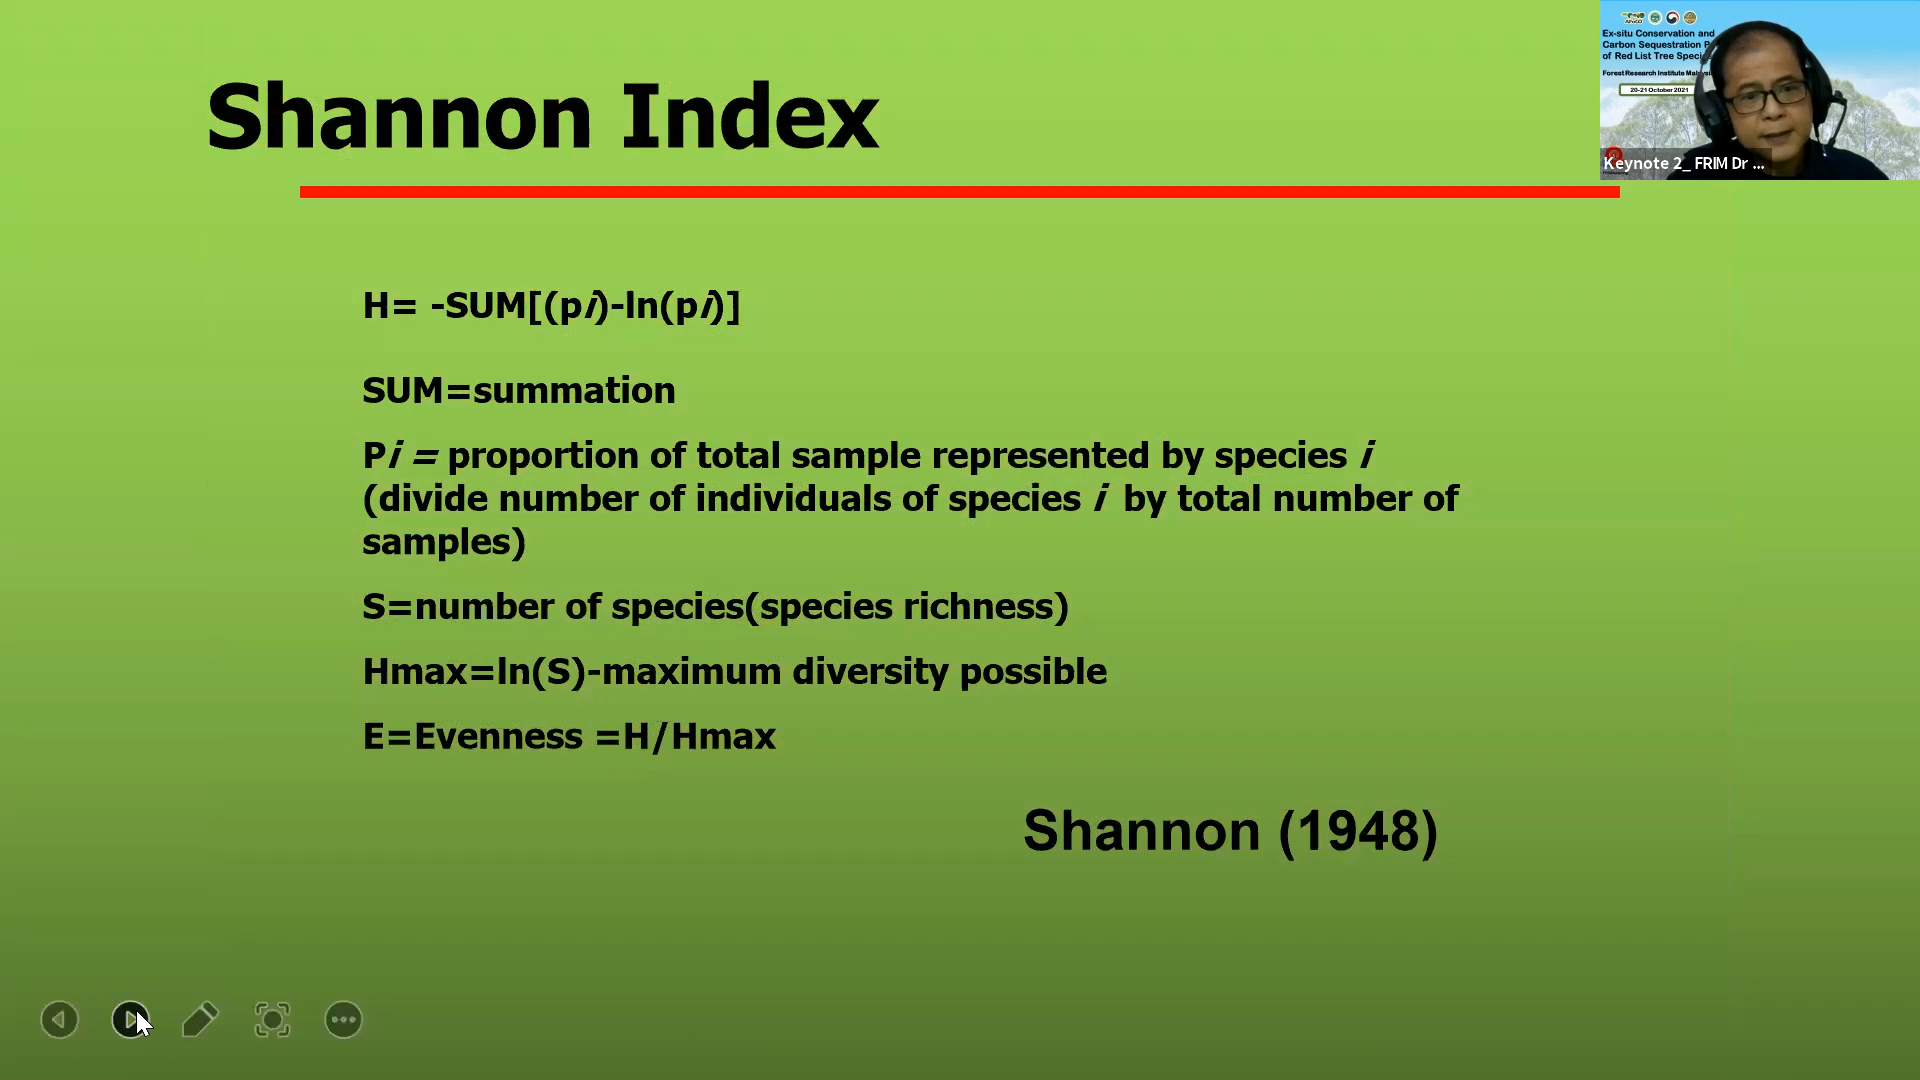 Shannon Index
H= -SUM[(pi)-ln(pi)]
SUM=summation
Pi = proportion of total sample represented by species i
(divide number of individuals of species i by total number of
samples)
S=number of species(species richness)
Hmax=ln(S)-maximum diversity possible
E=Evenness =H/Hmax
Shannon (1948)
Ex-situ Conservation and
Carbon Sequestration
of Red List Tree
Forest Research Institute
20-21 October 2021
Keynote 2_ FRIM Dr ...